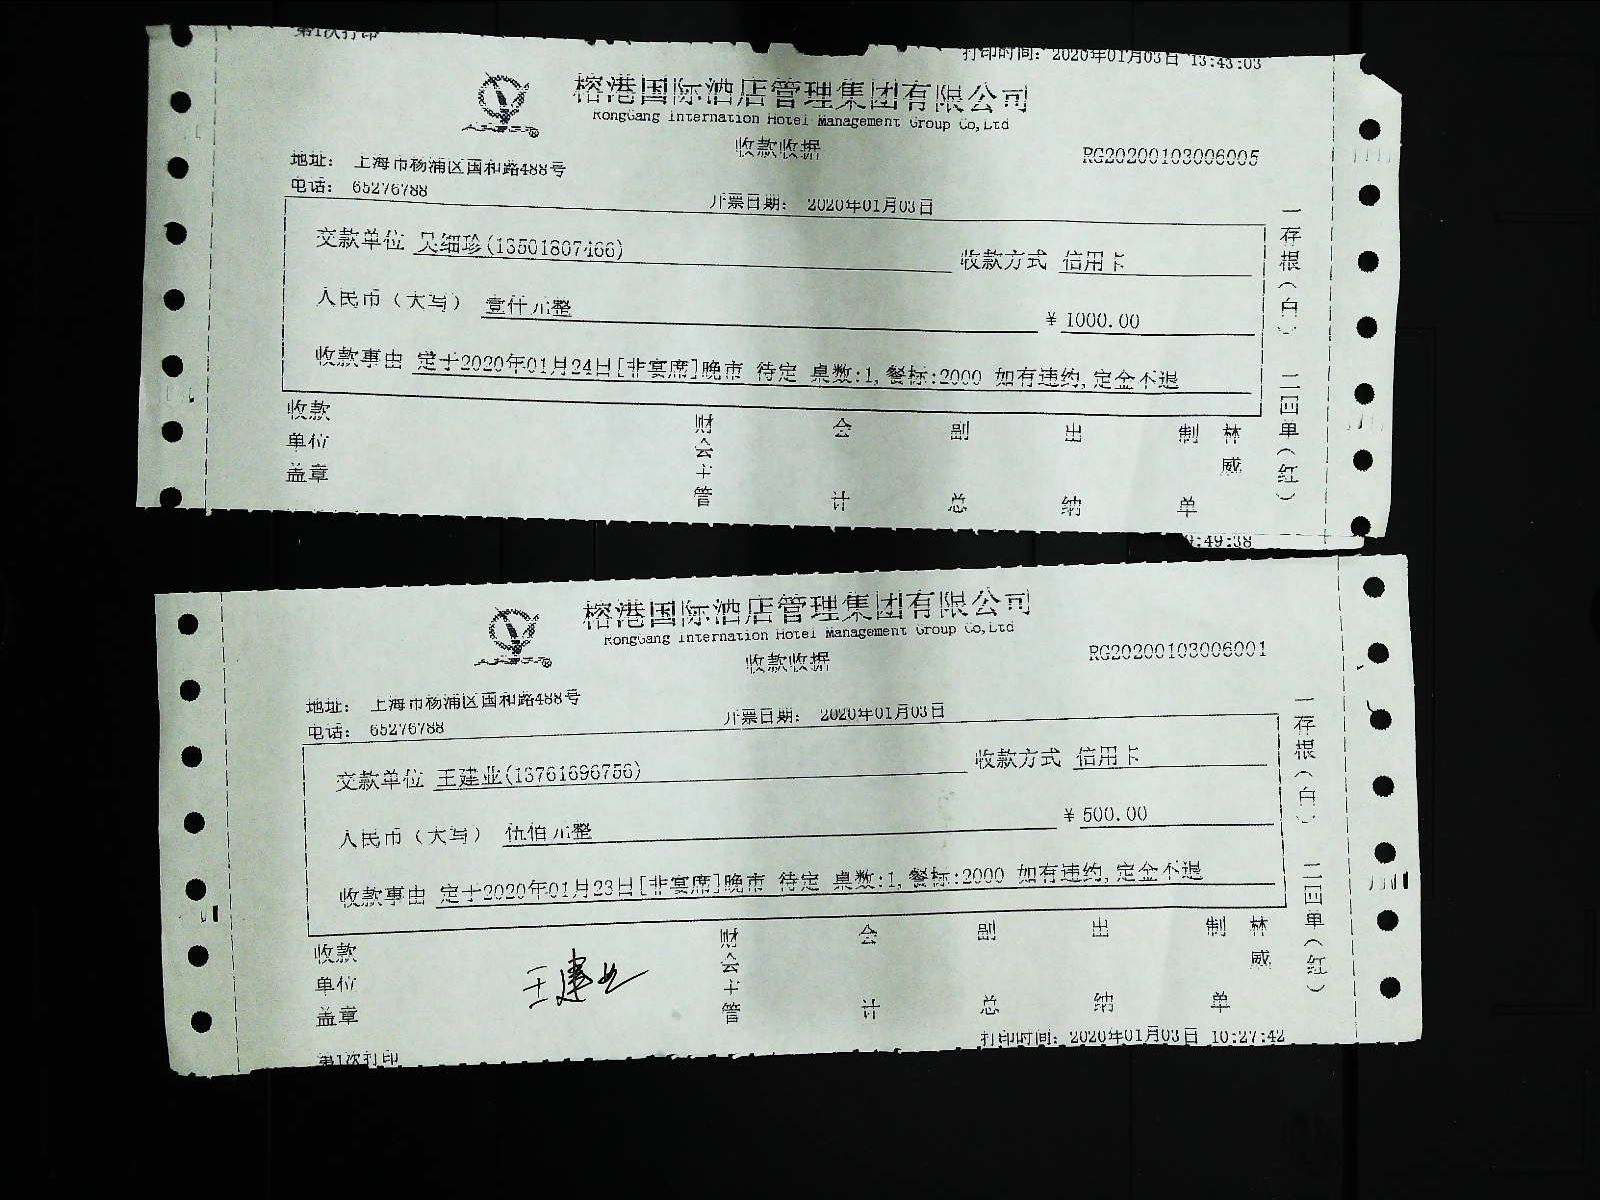 第1次打印
打印时间: 2020年01月03日 13:43:03
榕港国际酒店管理集团有限公司
RongGang Internation Hotel Management Group Co,Ltd
收款收据
RG20200103006005
地址: 上海市杨浦区国和路488号
电话: 65276788
开票日期: 2020年01月03日
交款单位 吴细珍(13501807466)
收款方式 信用卡
人民币（大写） 壹仟元整
¥ 1000.00
收款事由 定于2020年01月24日[非宴席]晚市 待定 桌数:1,餐标:2000 如有违约,定金不退
一存根（白） 二回单（红）
收款单位盖章
财会主管
会计
副总
出纳
制单
林威
9:49:38
榕港国际酒店管理集团有限公司
RongGang Internation Hotel Management Group Co,Ltd
收款收据
RG20200103006001
地址: 上海市杨浦区国和路488号
电话: 65276788
开票日期: 2020年01月03日
交款单位 王建业(13761696756)
收款方式 信用卡
人民币（大写） 伍佰元整
¥ 500.00
收款事由 定于2020年01月23日[非宴席]晚市 待定 桌数:1,餐标:2000 如有违约,定金不退
一存根（白） 二回单（红）
收款单位盖章
王建业
财会主管
会计
副总
出纳
制单
林威
第1次打印
打印时间: 2020年01月03日 10:27:42